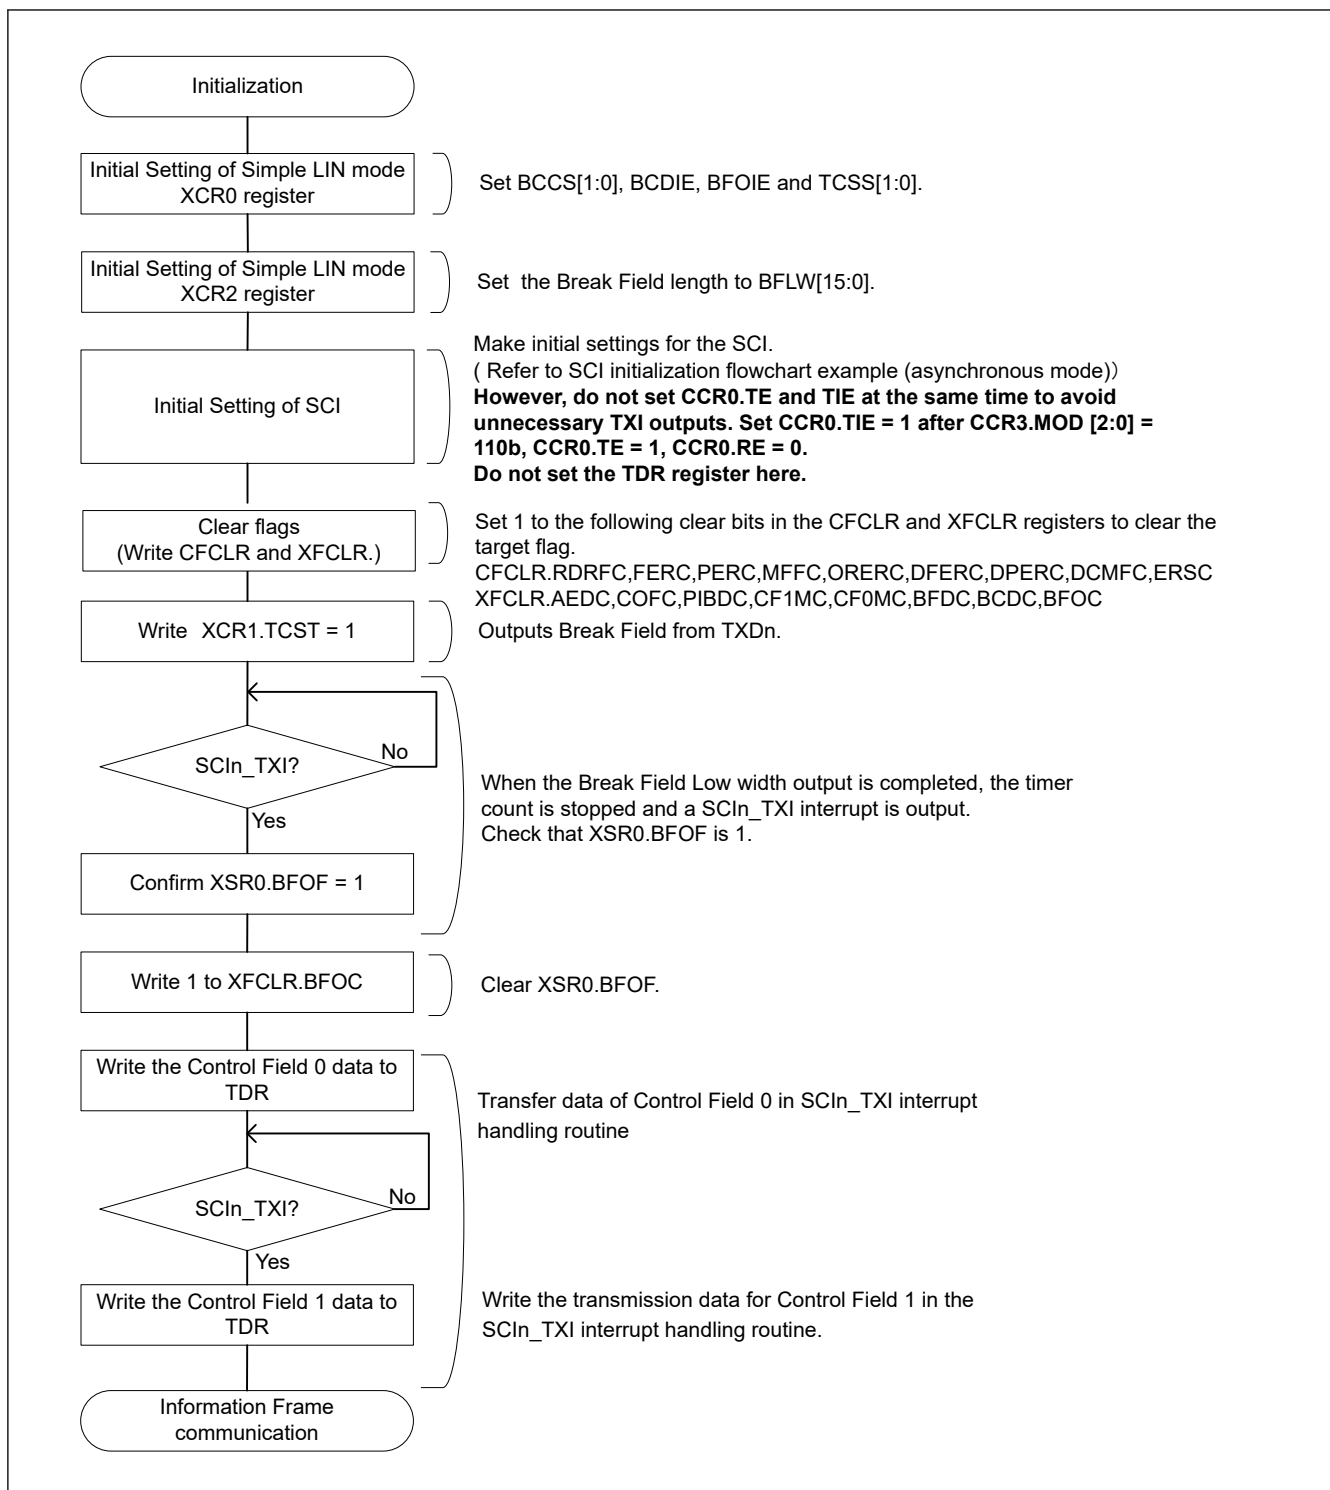 Initialization
Initial Setting of Simple LIN mode
XCR0 register
Set BCCS[1:0], BCDIE, BFOIE and TCSS[1:0].
Initial Setting of Simple LIN mode
XCR2 register
Set  the Break Field length to BFLW[15:0].
Initial Setting of SCI
Make initial settings for the SCI.
( Refer to SCI initialization flowchart example (asynchronous mode)）
However, do not set CCR0.TE and TIE at the same time to avoid
unnecessary TXI outputs. Set CCR0.TIE = 1 after CCR3.MOD [2:0] =
110b, CCR0.TE = 1, CCR0.RE = 0.
Do not set the TDR register here.
Clear flags
(Write CFCLR and XFCLR.)
Set 1 to the following clear bits in the CFCLR and XFCLR registers to clear the
target flag.
CFCLR.RDRFC,FERC,PERC,MFFC,ORERC,DFERC,DPERC,DCMFC,ERSC
XFCLR.AEDC,COFC,PIBDC,CF1MC,CF0MC,BFDC,BCDC,BFOC
Write  XCR1.TCST = 1
Outputs Break Field from TXDn.
SCIn_TXI?
No
Yes
When the Break Field Low width output is completed, the timer
count is stopped and a SCIn_TXI interrupt is output.
Check that XSR0.BFOF is 1.
Confirm XSR0.BFOF = 1
Write 1 to XFCLR.BFOC
Clear XSR0.BFOF.
Write the Control Field 0 data to
TDR
Transfer data of Control Field 0 in SCIn_TXI interrupt
handling routine
SCIn_TXI?
No
Yes
Write the Control Field 1 data to
TDR
Write the transmission data for Control Field 1 in the
SCIn_TXI interrupt handling routine.
Information Frame
communication